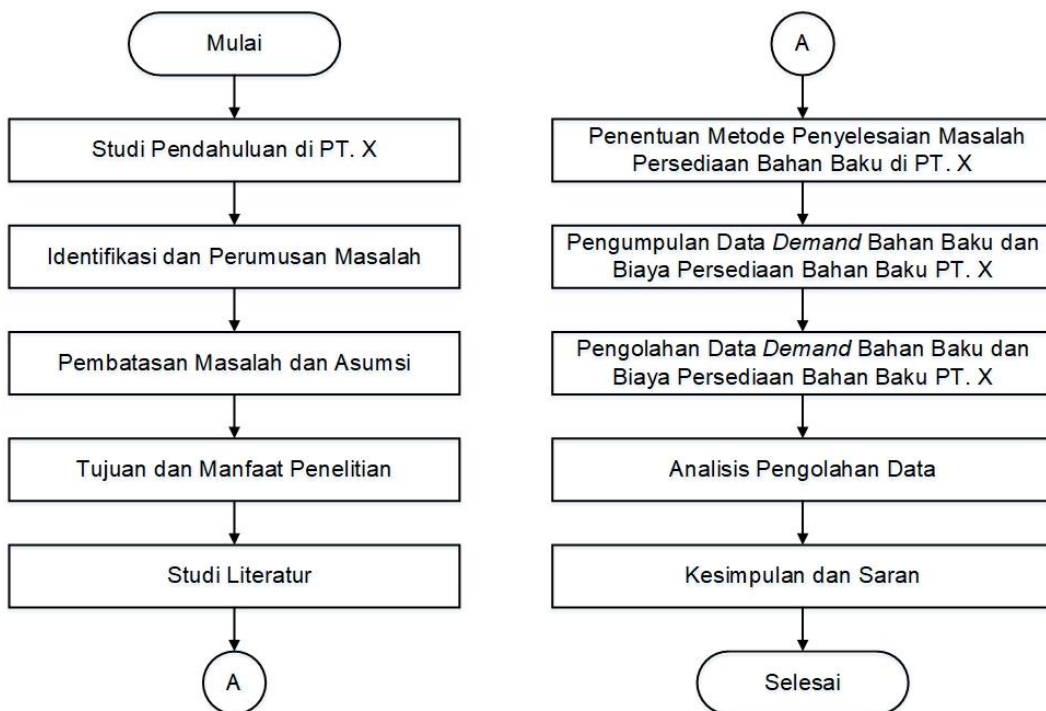 Mulai
Studi Pendahuluan di PT. X
Identifikasi dan Perumusan Masalah
Pembatasan Masalah dan Asumsi
Tujuan dan Manfaat Penelitian
Studi Literatur
A
A
Penentuan Metode Penyelesaian Masalah
Persediaan Bahan Baku di PT. X
Pengumpulan Data Demand Bahan Baku dan
Biaya Persediaan Bahan Baku PT. X
Pengolahan Data Demand Bahan Baku dan
Biaya Persediaan Bahan Baku PT. X
Analisis Pengolahan Data
Kesimpulan dan Saran
Selesai